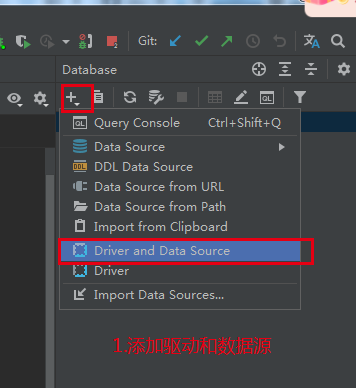 Git:
Database
Query Console Ctrl+Shift+Q
Data Source
DDL Data Source
Data Source from URL
Data Source from Path
Import from Clipboard
Driver and Data Source
Driver
Import Data Sources...
1.添加驱动和数据源